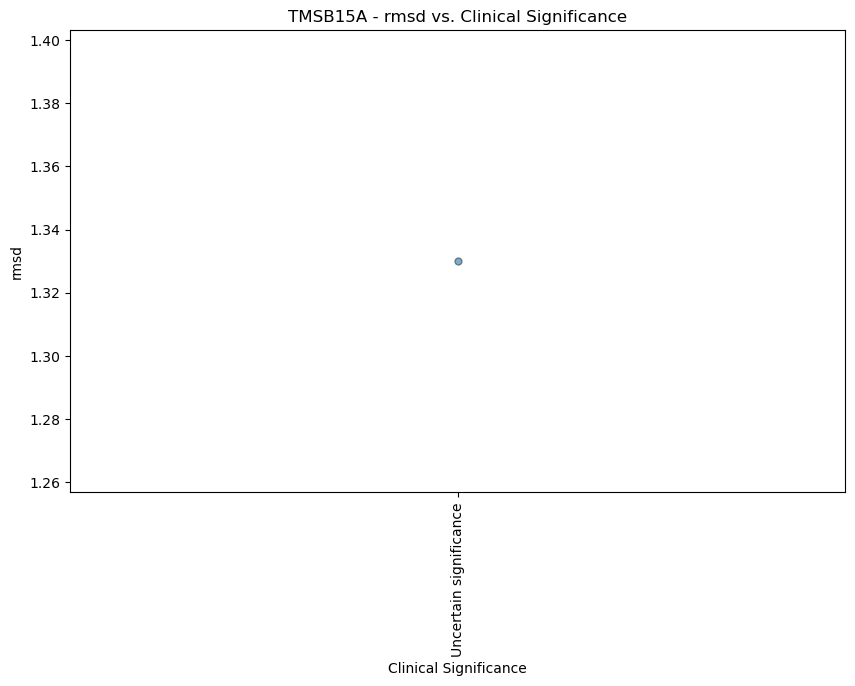 TMSB15A - rmsd vs. Clinical Significance
1.40
1.38
1.36
1.34
1.32
1.30
1.28
1.26
rmsd
Uncertain significance
Clinical Significance